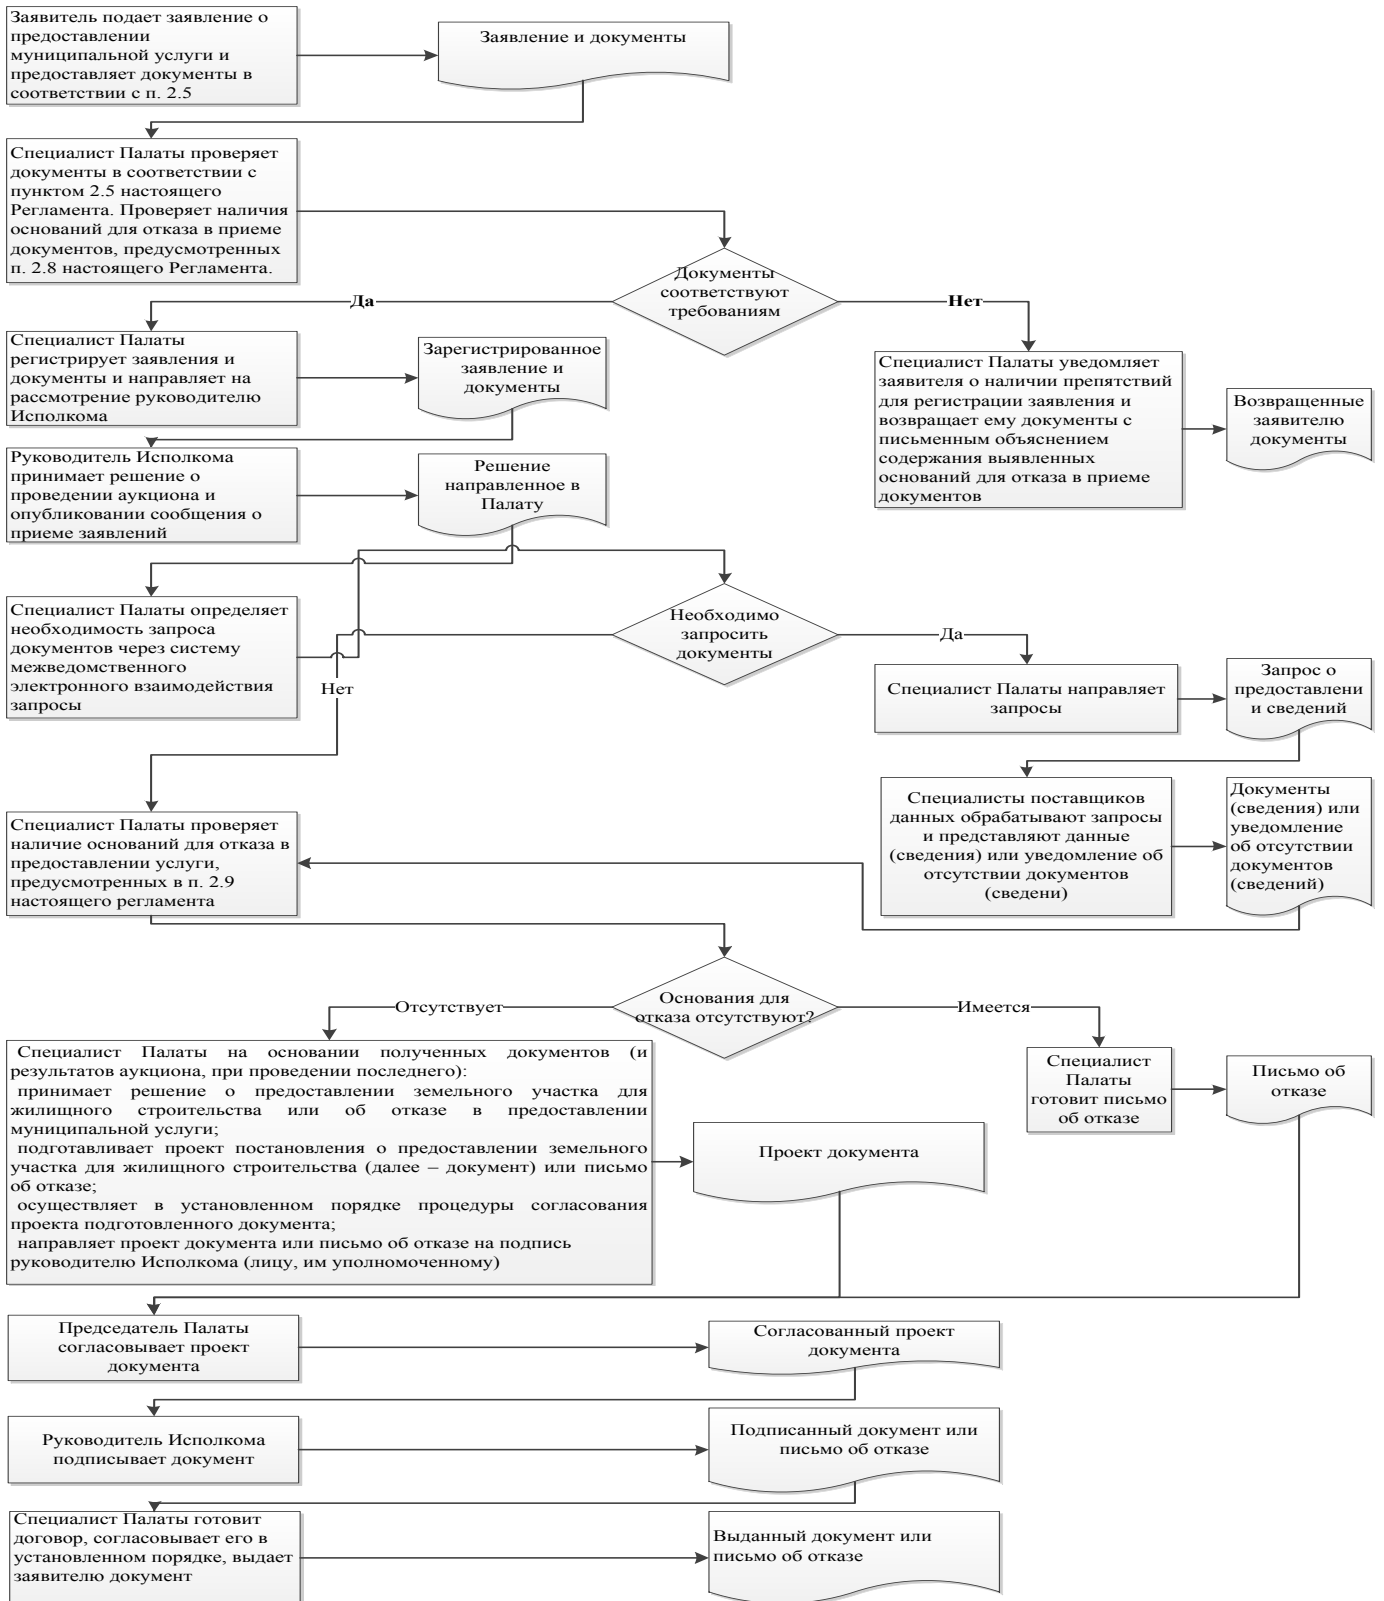 Заявитель подает заявление о
предоставлении
муниципальной услуги и
предоставляет документы в
соответствии с п. 2.5
Заявление и документы
Специалист Палаты проверяет
документы в соответствии с
пунктом 2.5 настоящего
Регламента. Проверяет наличия
оснований для отказа в приеме
документов, предусмотренных
п. 2.8 настоящего Регламента.
Документы
соответствуют
требованиям
Да
Нет
Специалист Палаты
регистрирует заявления и
документы и направляет на
рассмотрение руководителю
Исполкома
Зарегистрированное
заявление и
документы
Специалист Палаты уведомляет
заявителя о наличии препятствий
для регистрации заявления и
возвращает ему документы с
письменным объяснением
содержания выявленных
оснований для отказа в приеме
документов
Возвращенные
заявителю
документы
Руководитель Исполкома
принимает решение о
проведении аукциона и
опубликовании сообщения о
приеме заявлений
Решение
направленное в
Палату
Специалист Палаты определяет
необходимость запроса
документов через систему
межведомственного
электронного взаимодействия
запросы
Необходимо
запросить
документы
Да
Нет
Специалист Палаты направляет
запросы
Запрос о
предоставлени
и сведений
Специалисты поставщиков
данных обрабатывают запросы
и представляют данные
(сведения) или уведомление об
отсутствии документов
(сведени)
Документы
(сведения) или
уведомление
об отсутствии
документов
(сведений)
Специалист Палаты проверяет
наличие оснований для отказа в
предоставлении услуги,
предусмотренных в п. 2.9
настоящего регламента
Основания для
отказа отсутствуют?
Отсутствует
Имеется
Специалист Палаты на основании полученных документов (и
результатов аукциона, при проведении последнего):
принимает решение о предоставлении земельного участка для
жилищного строительства или об отказе в предоставлении
муниципальной услуги;
подготавливает проект постановления о предоставлении земельного
участка для жилищного строительства (далее – документ) или письмо
об отказе;
осуществляет в установленном порядке процедуры согласования
проекта подготовленного документа;
направляет проект документа или письмо об отказе на подпись
руководителю Исполкома (лицу, им уполномоченному)
Проект документа
Специалист
Палаты
готовит письмо
об отказе
Письмо об
отказе
Председатель Палаты
согласовывает проект
документа
Согласованный проект
документа
Руководитель Исполкома
подписывает документ
Подписанный документ или
письмо об отказе
Специалист Палаты готовит
договор, согласовывает его в
установленном порядке, выдает
заявителю документ
Выданный документ или
письмо об отказе